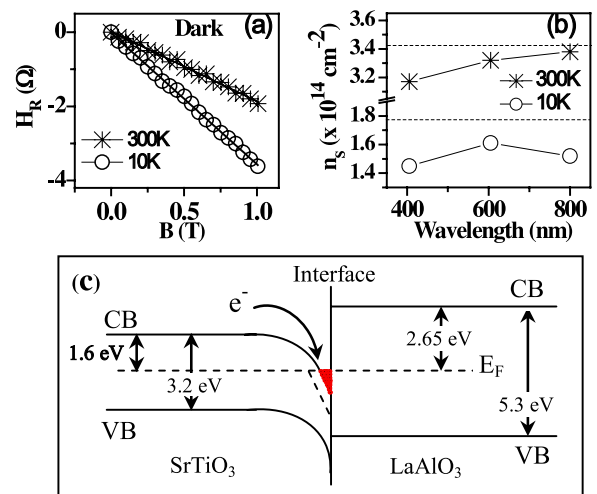 Dark (a)
0
-2
-4
H_R (Ω)
300K
10K
0.0 0.5 1.0
B (T)
(b)
3.6
3.4
3.2
1.8
1.6
1.4
n_s (x 10^14 cm^-2)
300K
10K
400 600 800
Wavelength (nm)
(c)
Interface
e^-
CB
CB
1.6 eV
3.2 eV
2.65 eV
E_F
5.3 eV
VB
VB
SrTiO_3
LaAlO_3